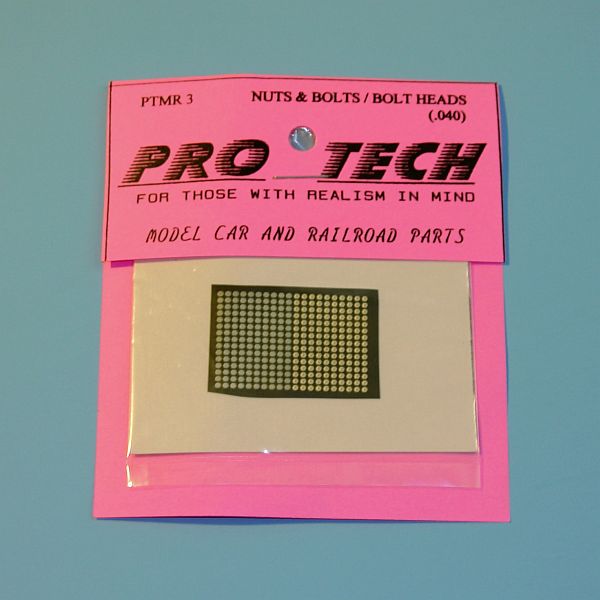 PTMR 3 NUTS & BOLTS / BOLT HEADS
(.040)
PRO TECH
FOR THOSE WITH REALISM IN MIND
MODEL CAR AND RAILROAD PARTS